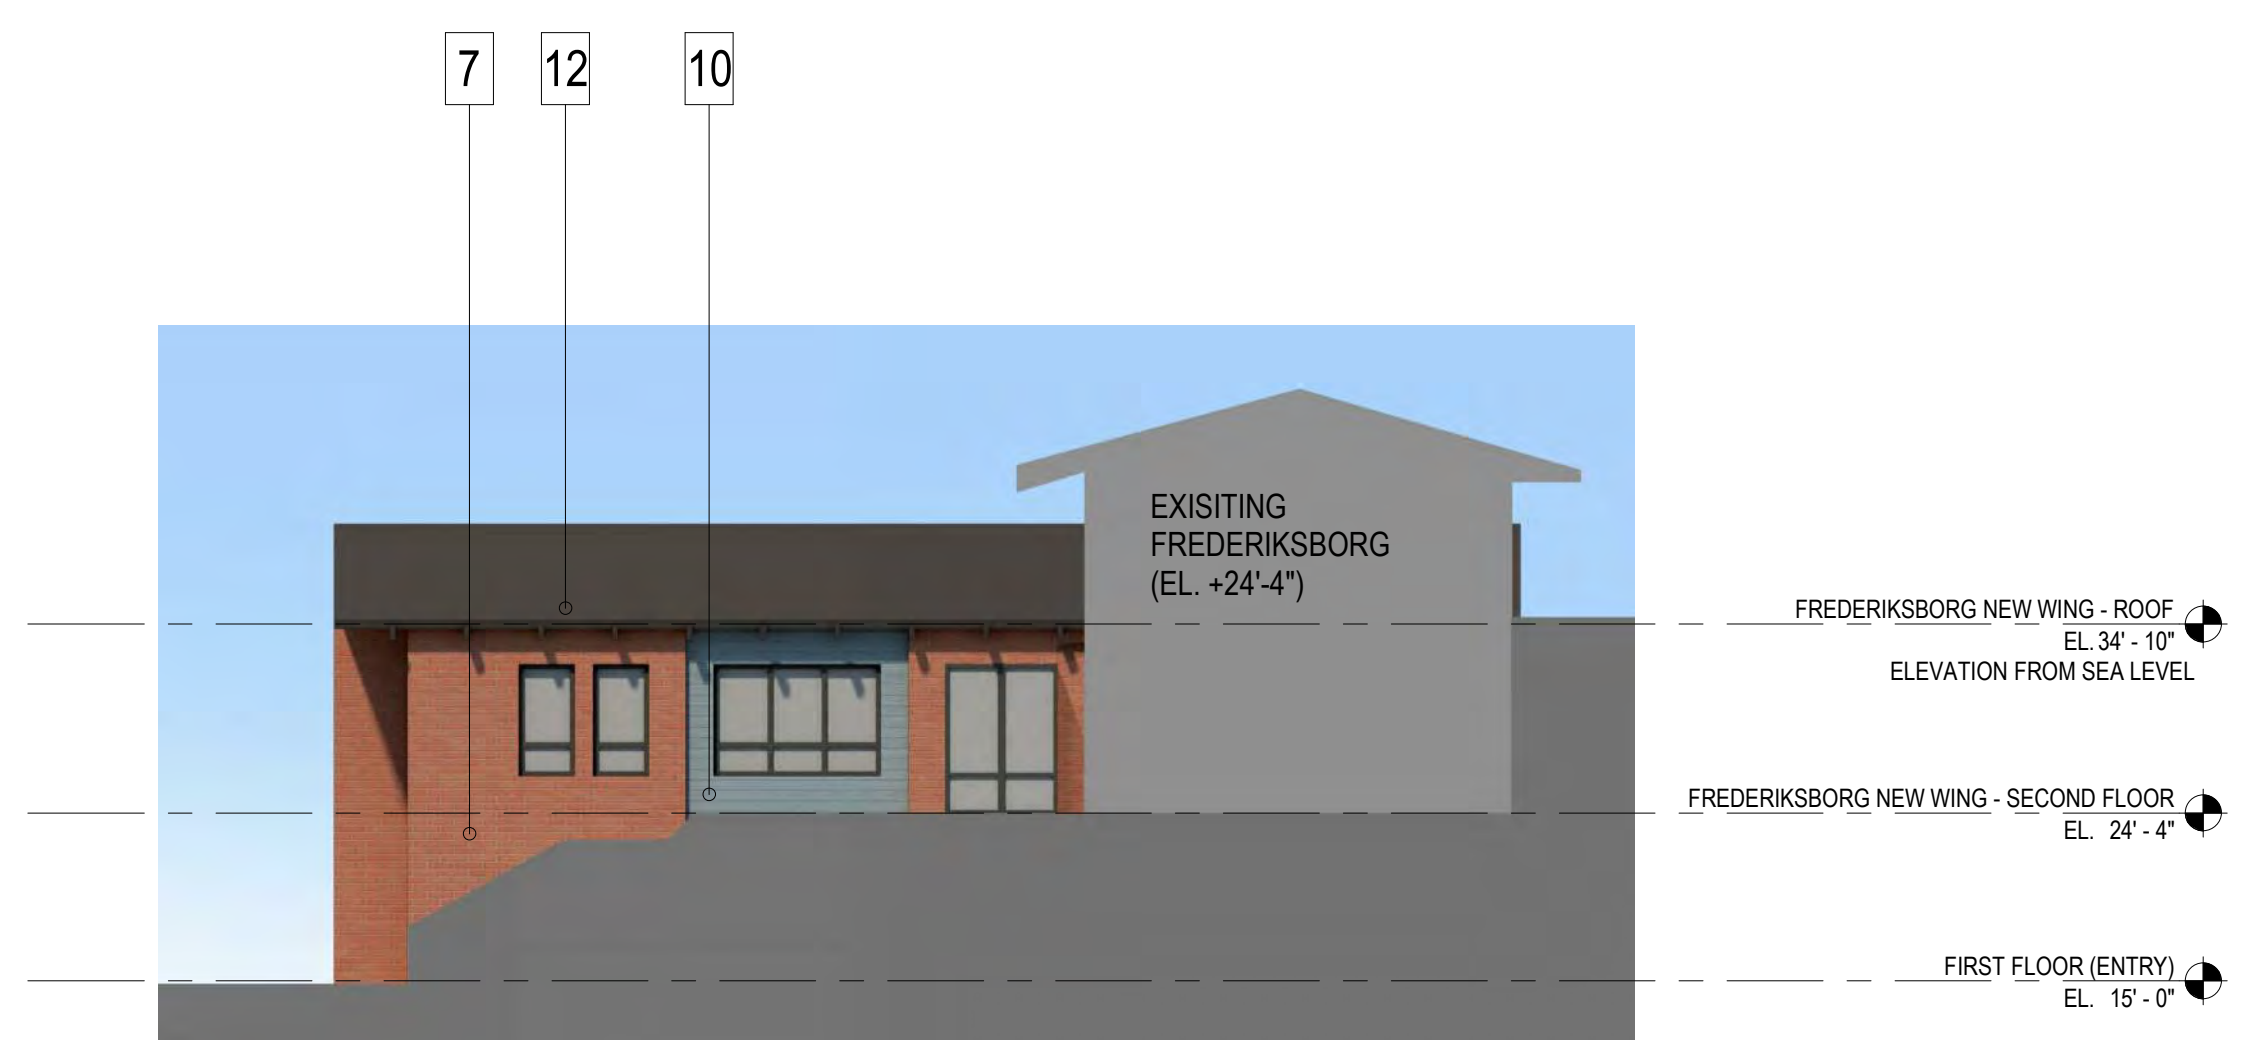 7
12
10
EXISITING
FREDERIKSBORG
(EL. +24'-4")
FREDERIKSBORG NEW WING - ROOF
EL. 34' - 10"
ELEVATION FROM SEA LEVEL
FREDERIKSBORG NEW WING - SECOND FLOOR
EL. 24' - 4"
FIRST FLOOR (ENTRY)
EL. 15' - 0"